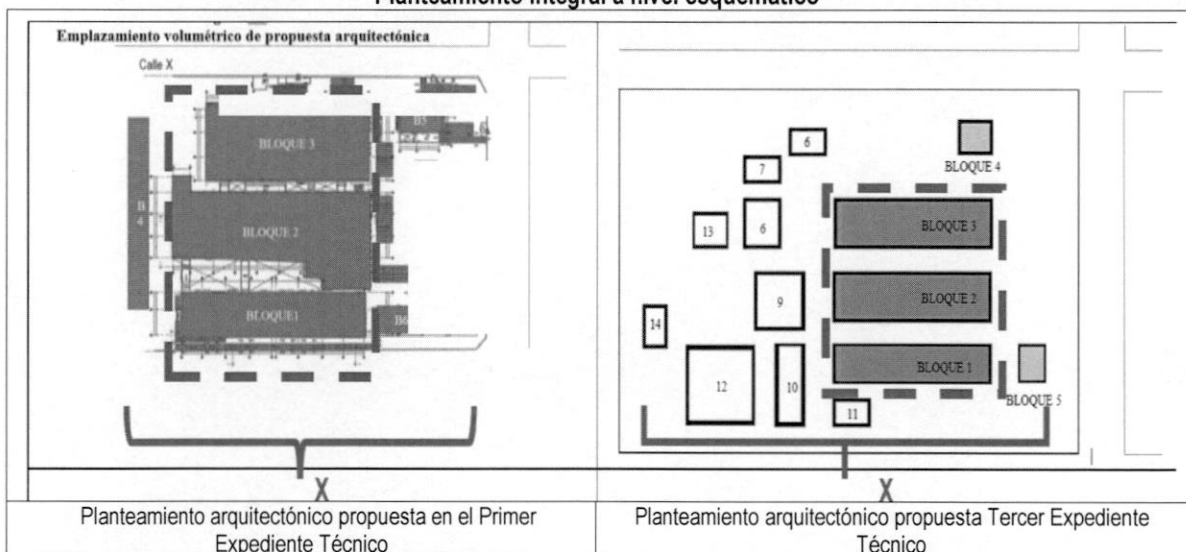 Planteamiento integral a nivel esquemático
Emplazamiento volumétrico de propuesta arquitectónica
Calle X
BLOQUE 3
B5
B
4
BLOQUE 2
BLOQUE1
B6
X
Planteamiento arquitectónico propuesta en el Primer
Expediente Técnico
6
7
BLOQUE 4
13
6
BLOQUE 3
9
BLOQUE 2
14
12
10
BLOQUE 1
11
BLOQUE 5
X
Planteamiento arquitectónico propuesta Tercer Expediente
Técnico